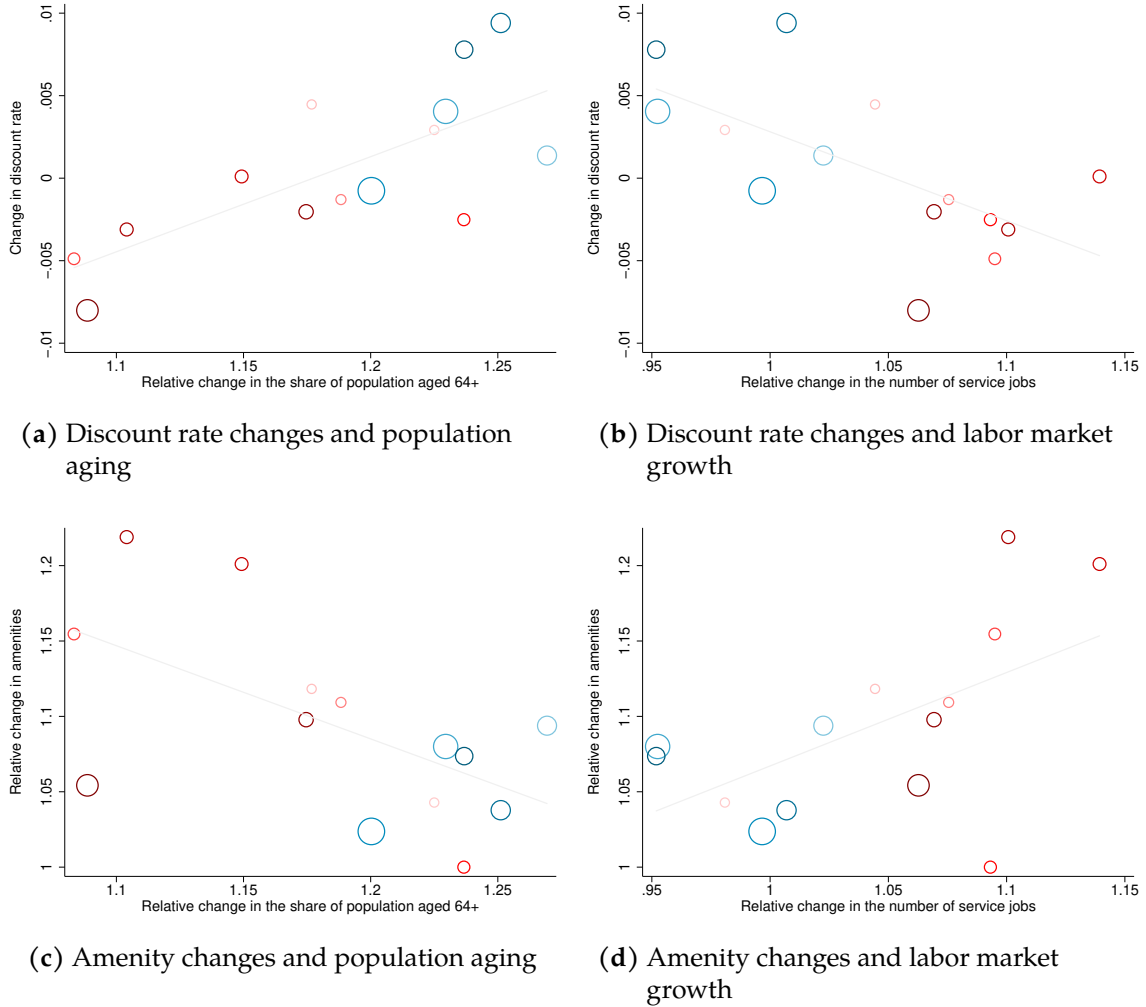 Change in discount rate
.01
.005
0
-.005
-.01
1.1
1.15
1.2
1.25
Relative change in the share of population aged 64+
(a) Discount rate changes and population
aging
Change in discount rate
.01
.005
0
-.005
-.01
.95
1
1.05
1.1
1.15
Relative change in the number of service jobs
(b) Discount rate changes and labor market
growth
Relative change in amenities
1.2
1.15
1.1
1.05
1
1.1
1.15
1.2
1.25
Relative change in the share of population aged 64+
(c) Amenity changes and population aging
Relative change in amenities
1.2
1.15
1.1
1.05
1
.95
1
1.05
1.1
1.15
Relative change in the number of service jobs
(d) Amenity changes and labor market
growth